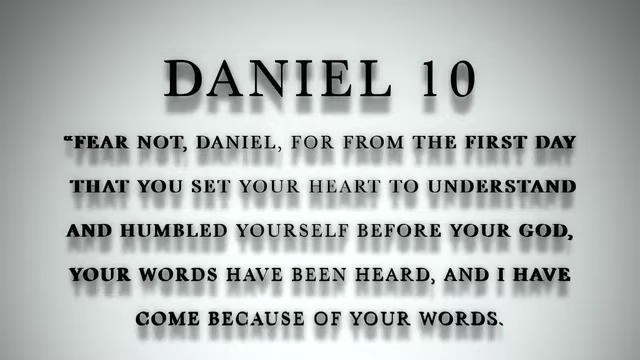 DANIEL 10
“FEAR NOT, DANIEL, FOR FROM THE FIRST DAY
THAT YOU SET YOUR HEART TO UNDERSTAND
AND HUMBLED YOURSELF BEFORE YOUR GOD,
YOUR WORDS HAVE BEEN HEARD, AND I HAVE
COME BECAUSE OF YOUR WORDS.